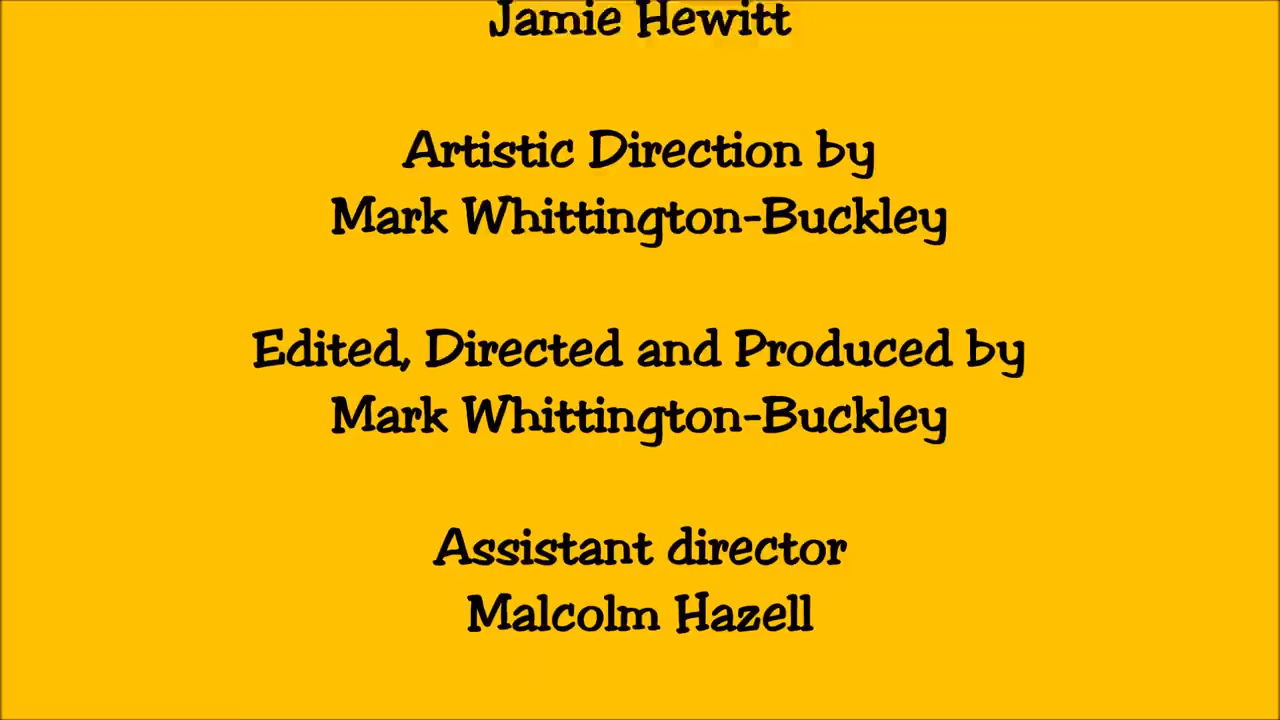 Jamie Hewitt
Artistic Direction by
Mark Whittington-Buckley
Edited, Directed and Produced by
Mark Whittington-Buckley
Assistant director
Malcolm Hazell